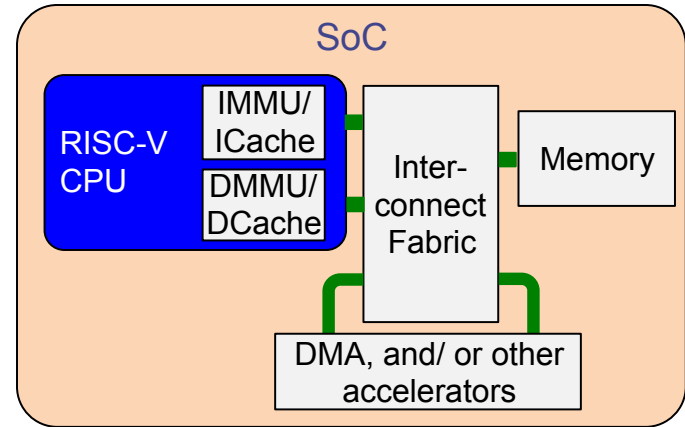 SoC
RISC-V
CPU
IMMU/
ICache
DMMU/
DCache
Inter-
connect
Fabric
Memory
DMA, and/ or other
accelerators